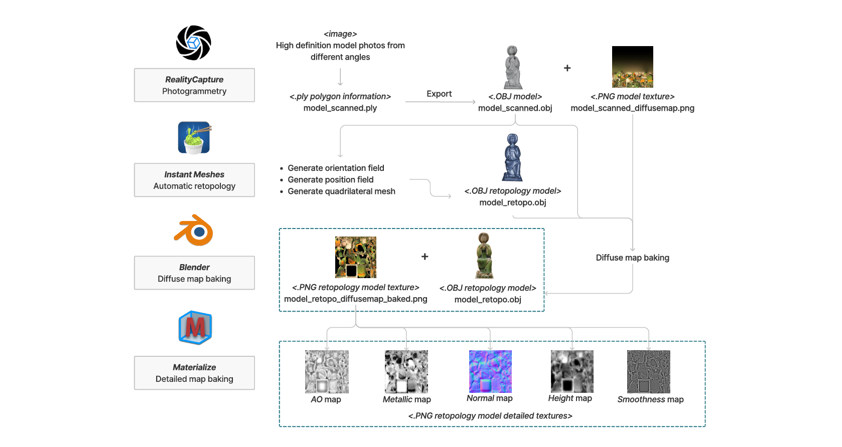 <image>
High definition model photos from
different angles
RealityCapture
Photogrammetry
Export
<.ply polygon information>
model_scanned.ply
+
<.OBJ model>
model_scanned.obj
<.PNG model texture>
model_scanned_diffusemap.png
Instant Meshes
Automatic retopology
• Generate orientation field
• Generate position field
• Generate quadrilateral mesh
<.OBJ retopology model>
model_retopo.obj
Blender
Diffuse map baking
+
Diffuse map baking
<.PNG retopology model texture>
model_retopo_diffusemap_baked.png
<.OBJ retopology model>
model_retopo.obj
M
Materialize
Detailed map baking
AO map
Metallic map
Normal map
Height map
Smoothness map
<.PNG retopology model detailed textures>